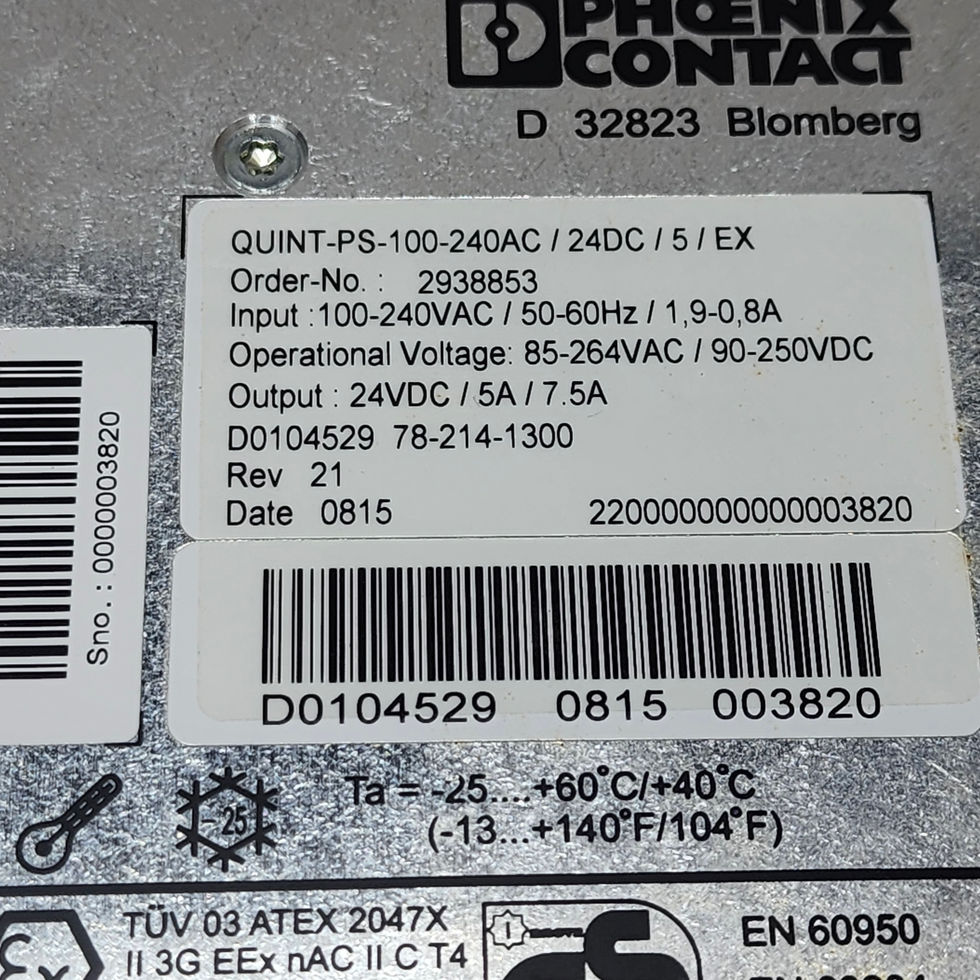 PHŒNIX
CONTACT
D 32823 Blomberg
QUINT-PS-100-240AC / 24DC / 5 / EX
Order-No. : 2938853
Input :100-240VAC / 50-60Hz / 1,9-0,8A
Operational Voltage: 85-264VAC / 90-250VDC
Output : 24VDC / 5A / 7.5A
D0104529 78-214-1300
Rev 21
Date 0815 220000000000003820
Sno. : 0000003820
D0104529 0815 003820
-25
Ta = -25....+60°C/+40°C
(-13...+140°F/104°F)
TÜV 03 ATEX 2047X
II 3G EEx nAC II C T4
EN 60950